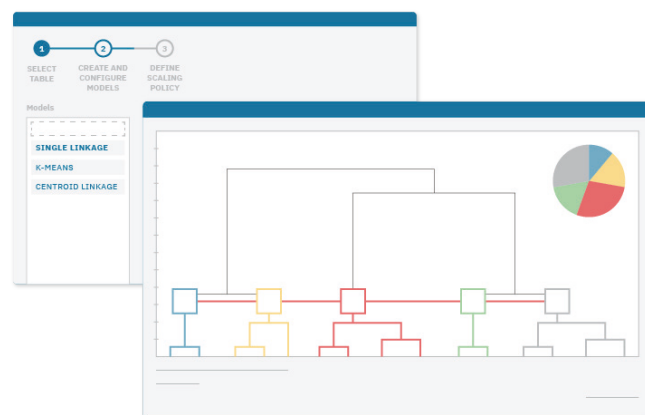 1
2
3
SELECT
TABLE
CREATE AND
CONFIGURE
MODELS
DEFINE
SCALING
POLICY
Models
SINGLE LINKAGE
K-MEANS
CENTROID LINKAGE